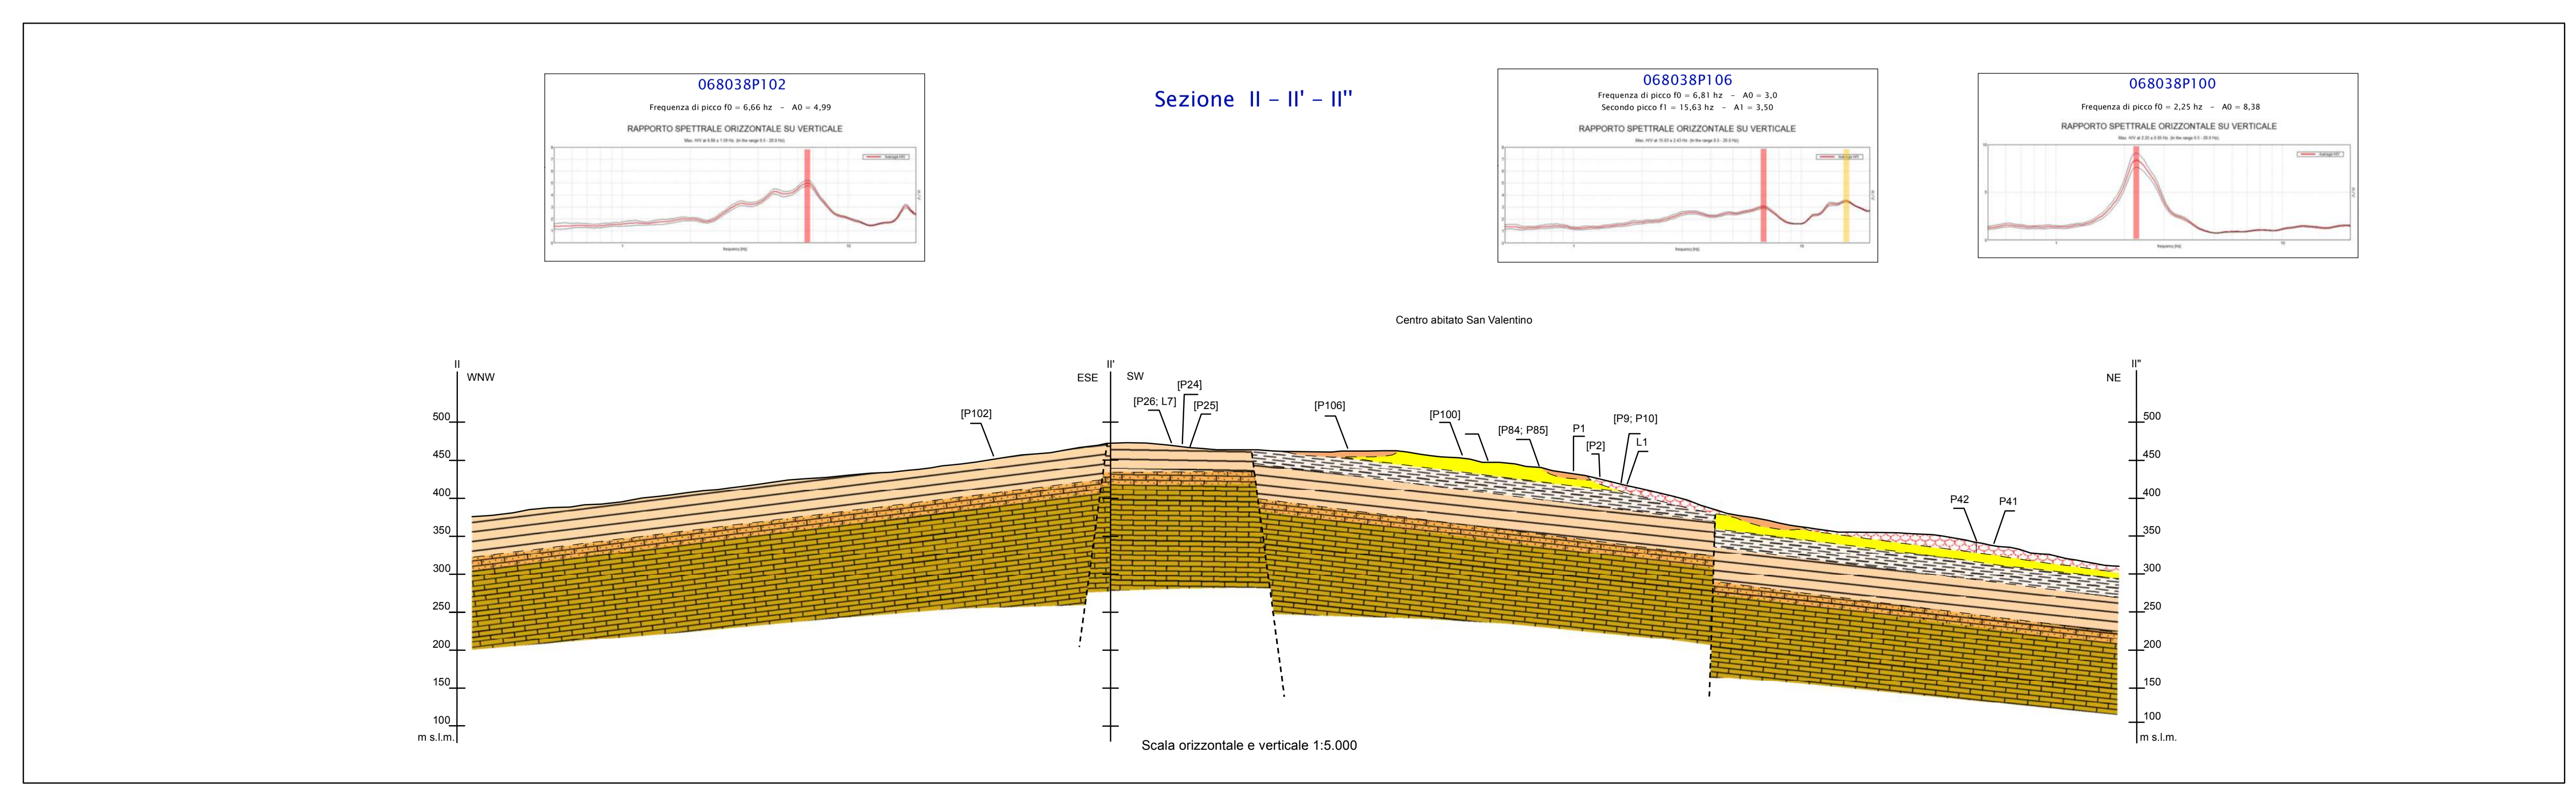 068038P102
Frequenza di picco f0 = 6,66 hz - A0 = 4,99
RAPPORTO SPETTRALE ORIZZONTALE SU VERTICALE
Sezione II - II' - II"
068038P106
Frequenza di picco f0 = 6,81 hz - A0 = 3,0
Secondo picco f1 = 15,63 hz - A1 = 3,50
RAPPORTO SPETTRALE ORIZZONTALE SU VERTICALE
068038P100
Frequenza di picco f0 = 2,25 hz - A0 = 8,38
RAPPORTO SPETTRALE ORIZZONTALE SU VERTICALE
Centro abitato San Valentino
II
WNW
ESE
II'
SW
NE
II"
[P102]
[P26; L7]
[P24]
[P25]
[P106]
[P100]
[P84; P85]
P1
[P2]
[P9; P10]
L1
P42
P41
500
450
400
350
300
250
200
150
100
m s.l.m.
500
450
400
350
300
250
200
150
100
m s.l.m.
Scala orizzontale e verticale 1:5.000